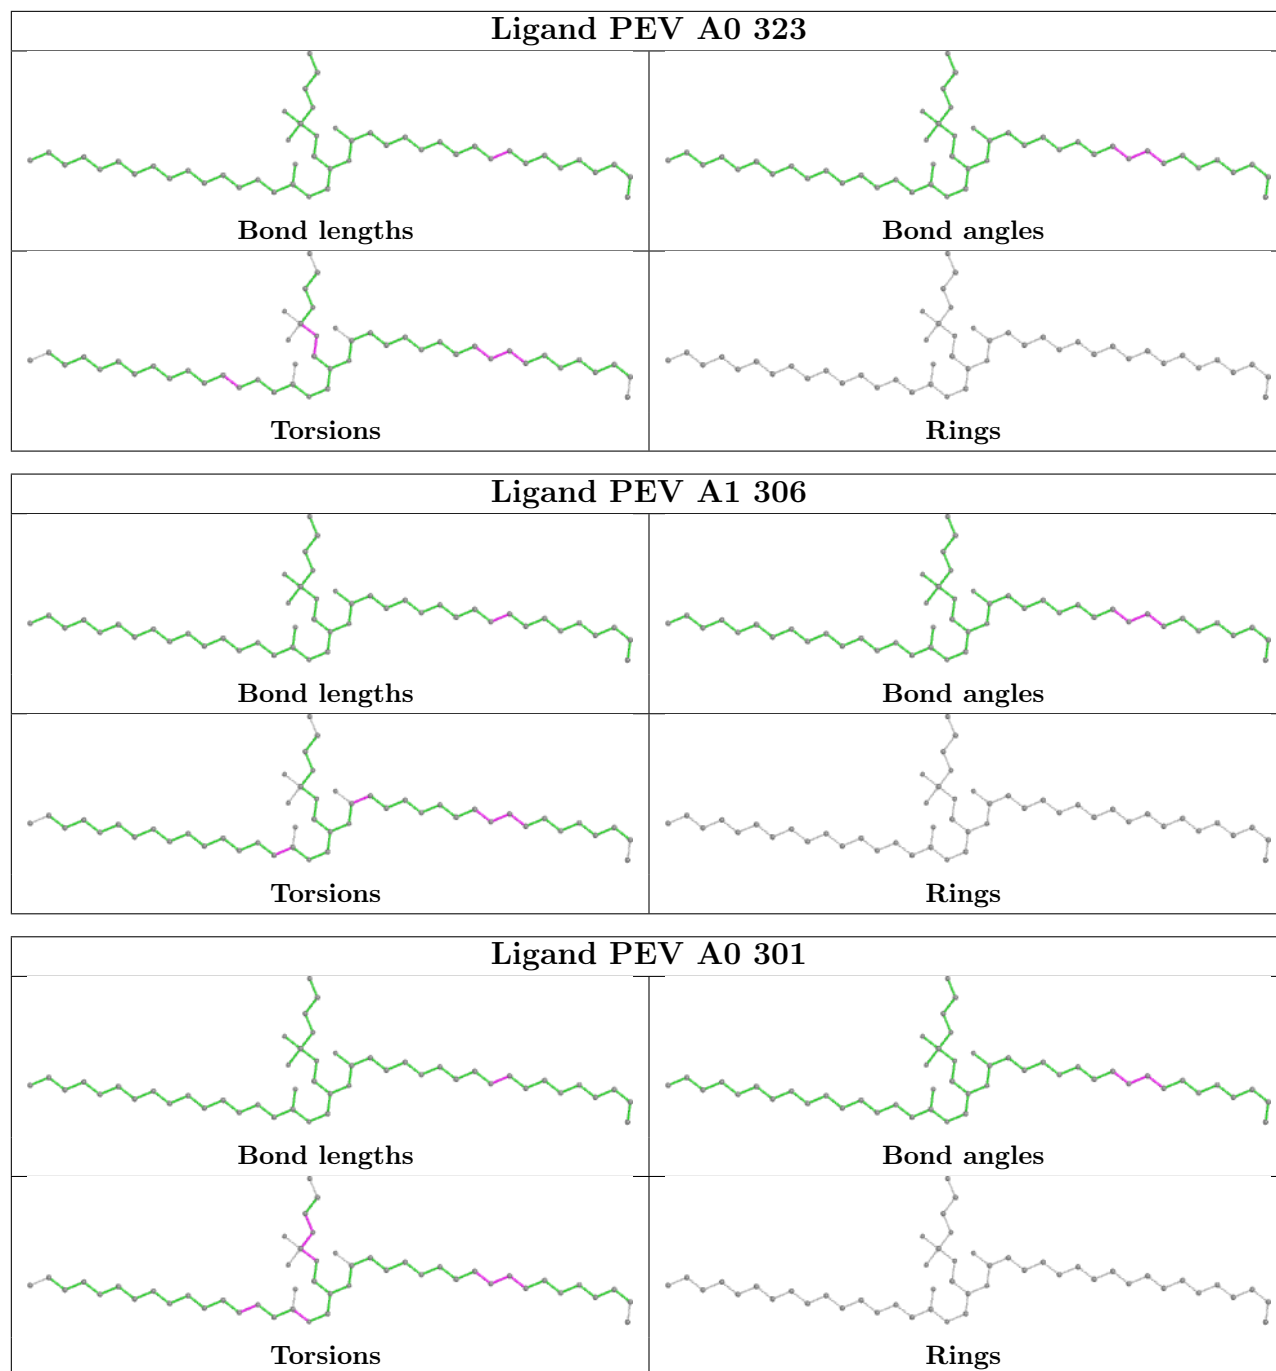 Ligand PEV A0 323
Bond lengths
Bond angles
Torsions
Rings
Ligand PEV A1 306
Bond lengths
Bond angles
Torsions
Rings
Ligand PEV A0 301
Bond lengths
Bond angles
Torsions
Rings